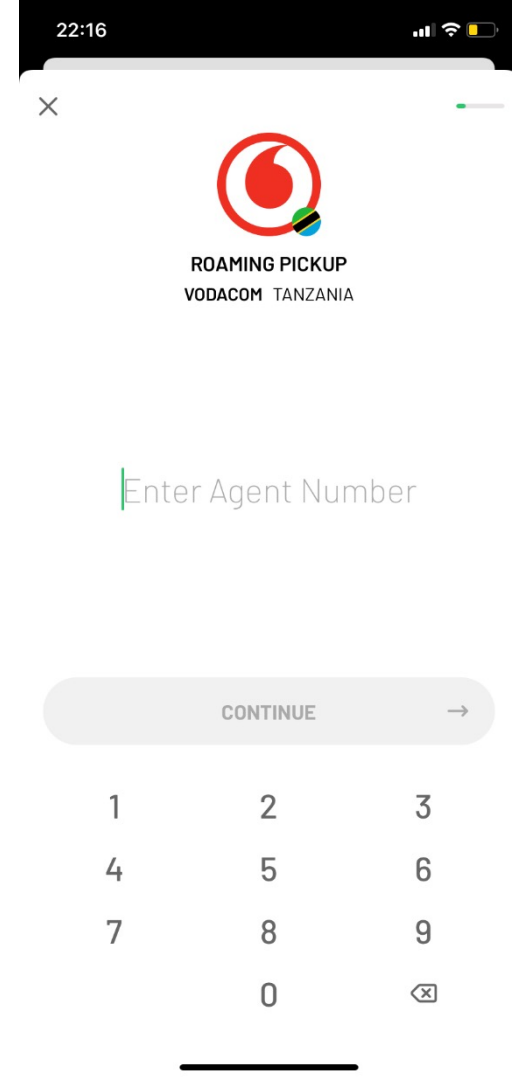 22:16
ROAMING PICKUP
VODACOM TANZANIA
Enter Agent Number
CONTINUE →
1 2 3
4 5 6
7 8 9
0